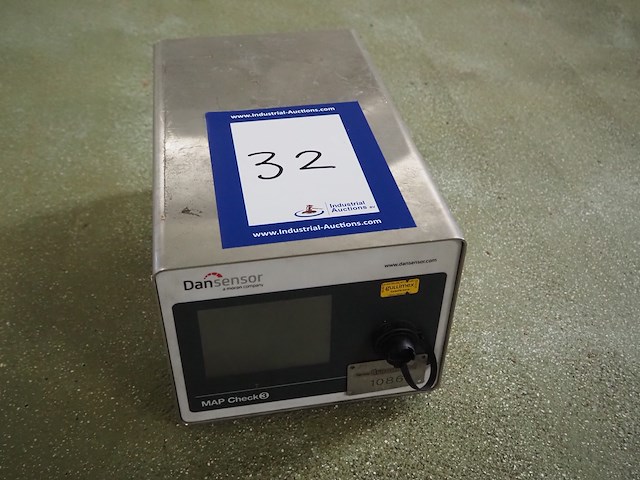 www.Industrial-Auctions.com
32
Industrial
Auctions BV
www.Industrial-Auctions.com
Dansensor
a mocon company
www.dansensor.com
MAP Check3
1086